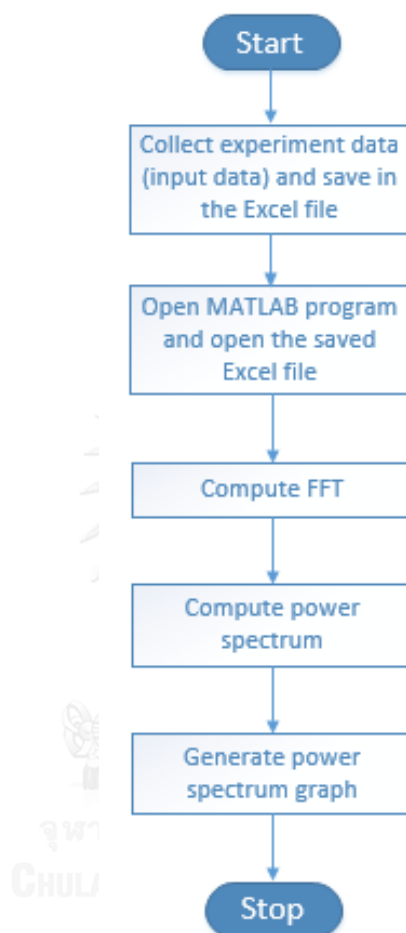 Start
Collect experiment data
(input data) and save in
the Excel file
Open MATLAB program
and open the saved
Excel file
Compute FFT
Compute power
spectrum
Generate power
spectrum graph
Stop